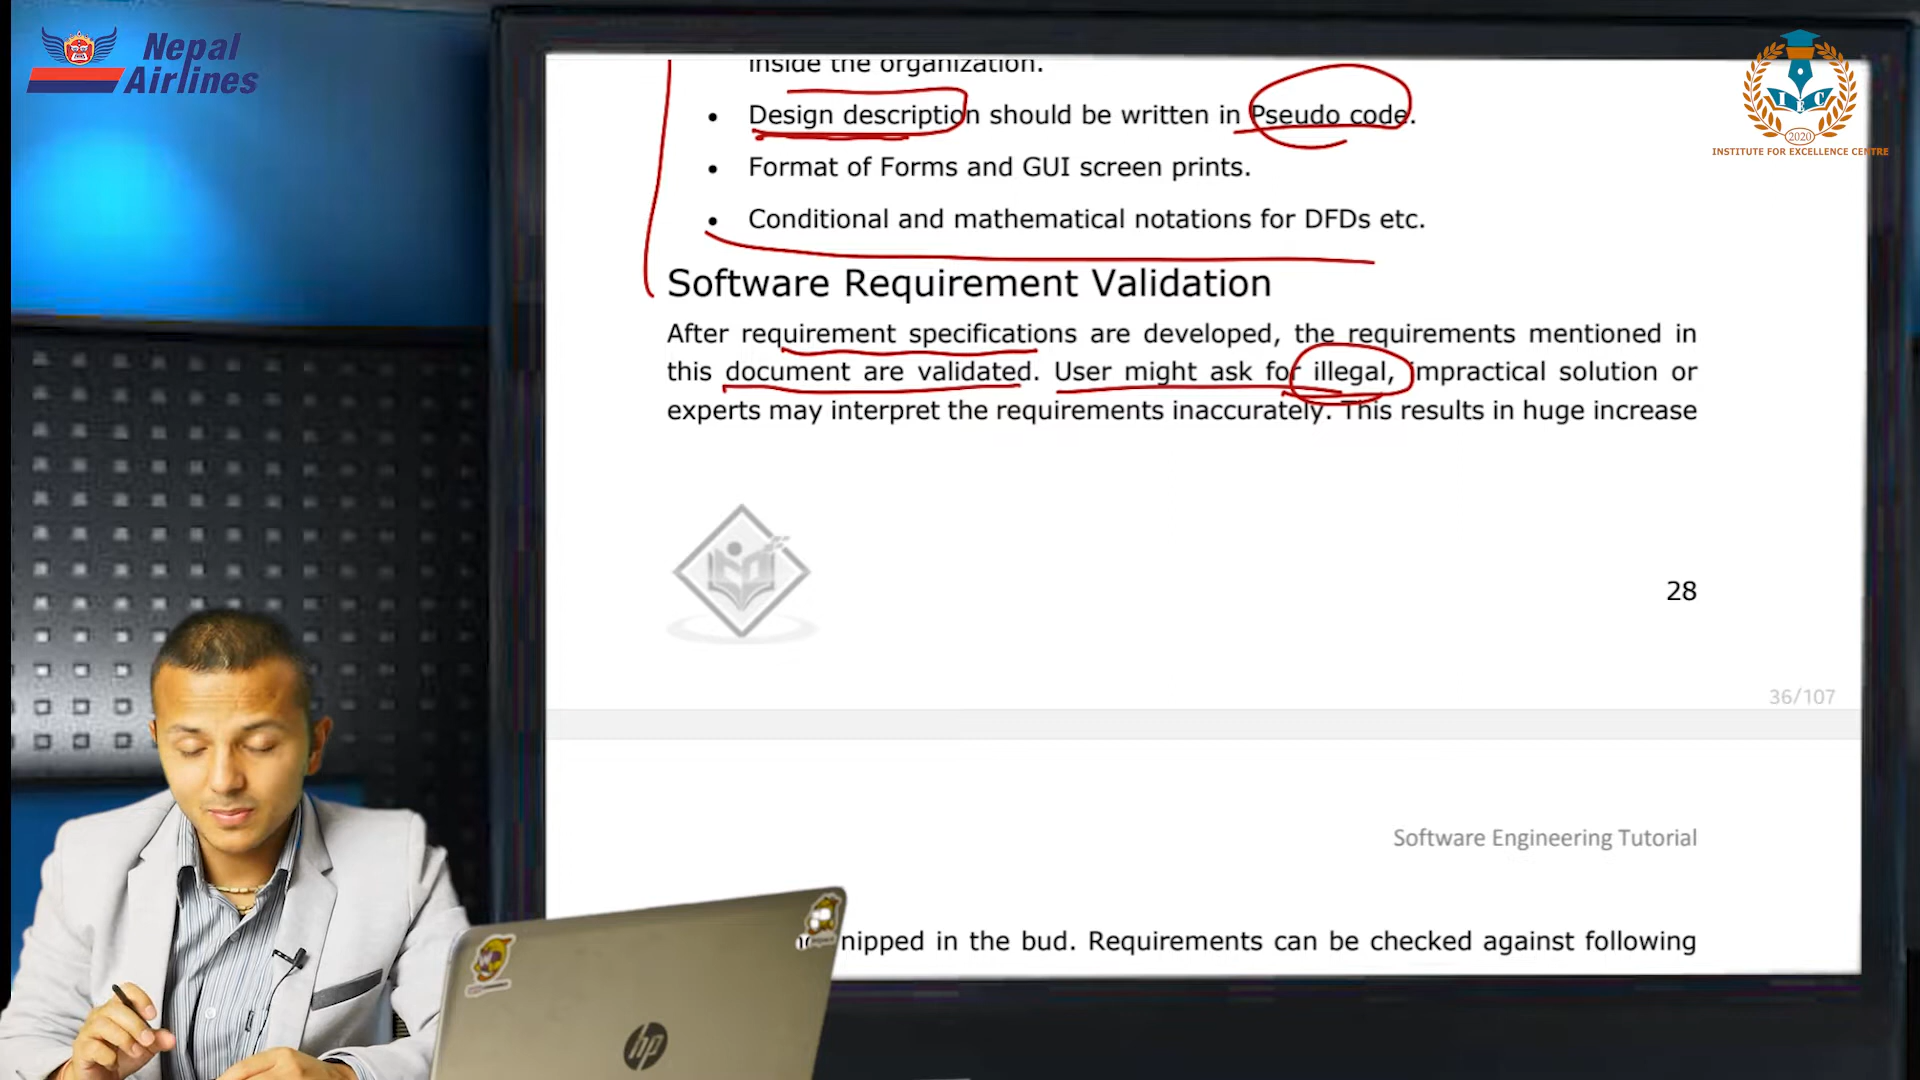 Nepal
Airlines
I E C
2020
INSTITUTE FOR EXCELLENCE CENTRE
inside the organization.
• Design description should be written in Pseudo code.
• Format of Forms and GUI screen prints.
• Conditional and mathematical notations for DFDs etc.
Software Requirement Validation
After requirement specifications are developed, the requirements mentioned in
this document are validated. User might ask for illegal, impractical solution or
experts may interpret the requirements inaccurately. This results in huge increase
28
36/107
Software Engineering Tutorial
nipped in the bud. Requirements can be checked against following
hp